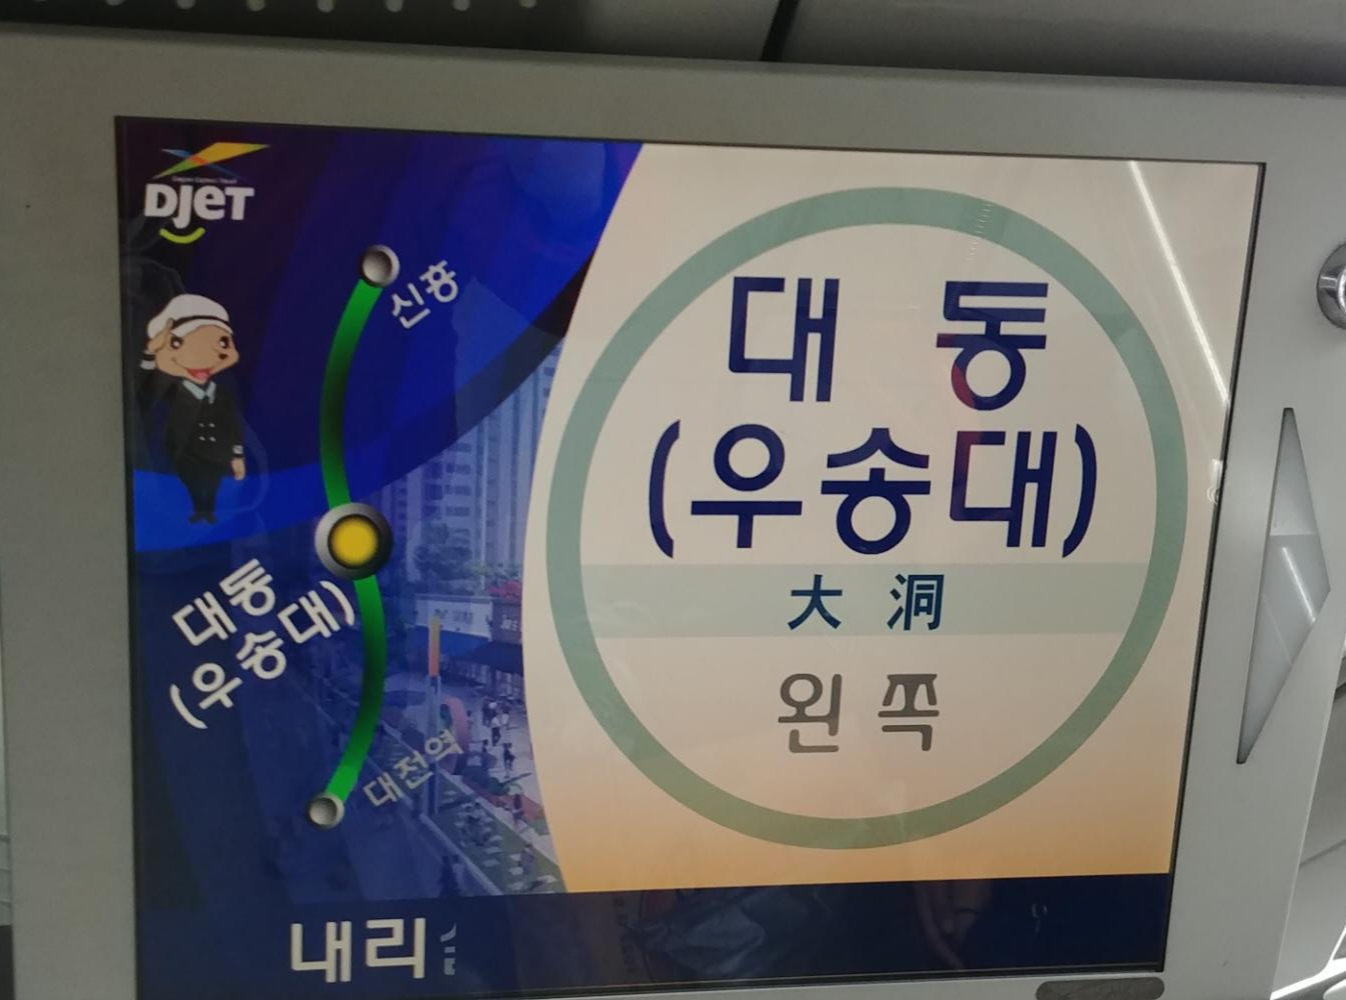 DJeT
신흥
대동
(우송대)
대전역
대 동
(우송대)
大 洞
왼 쪽
내리